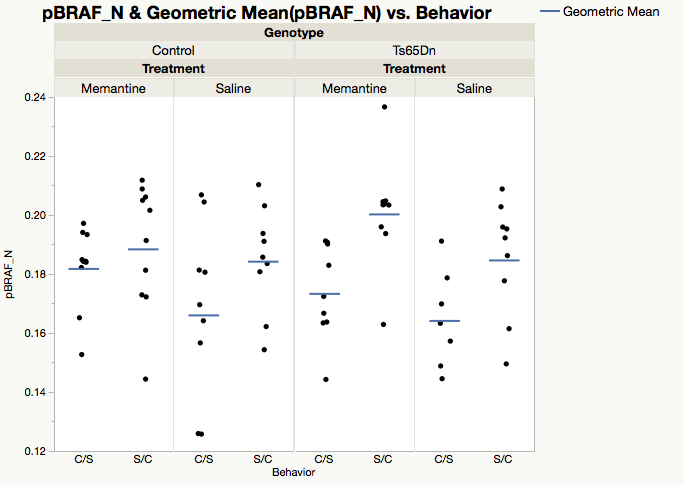 pBRAF_N & Geometric Mean(pBRAF_N) vs. Behavior
Geometric Mean
Genotype
Control Ts65Dn
Treatment Treatment
Memantine Saline Memantine Saline
0.24
0.22
0.20
0.18
0.16
0.14
0.12
pBRAF_N
C/S S/C C/S S/C C/S S/C C/S S/C
Behavior